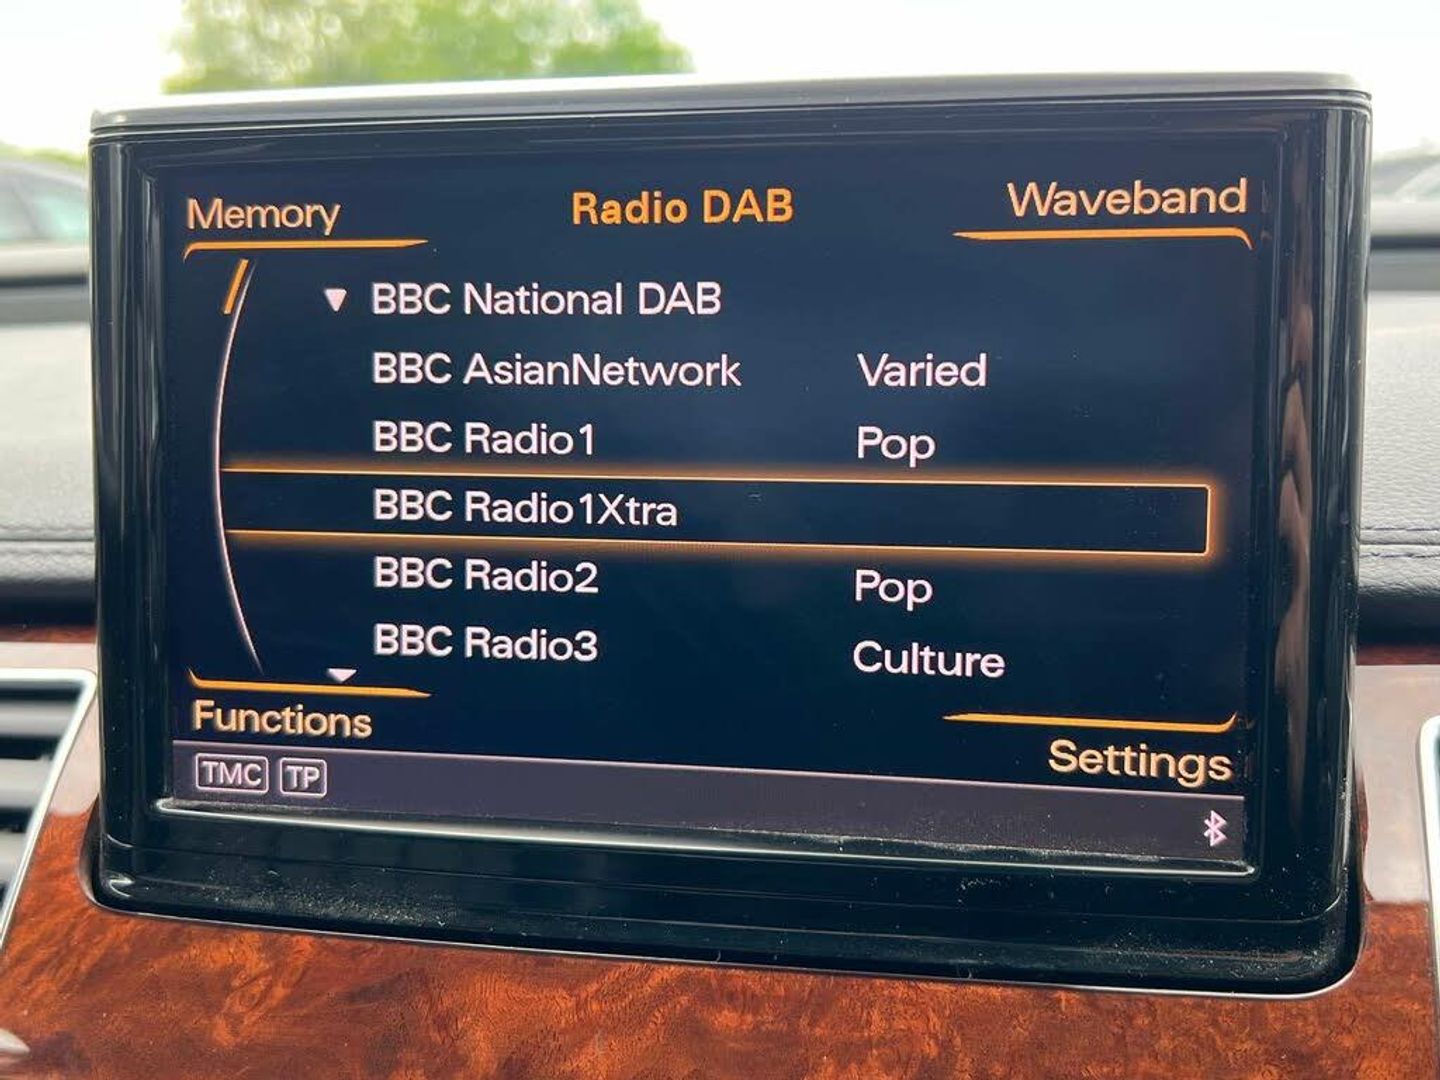 Memory Radio DAB Waveband
BBC National DAB
BBC AsianNetwork Varied
BBC Radio1 Pop
BBC Radio1Xtra
BBC Radio2 Pop
BBC Radio3 Culture
Functions
Settings
TMC TP